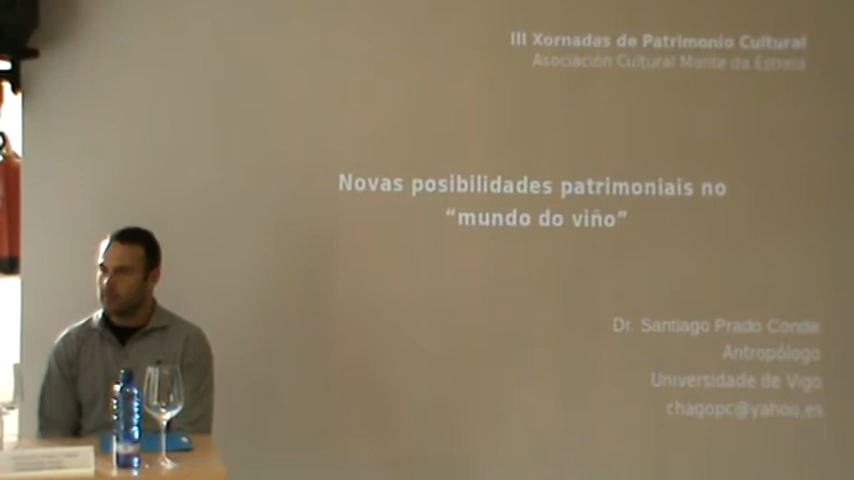 III Xornadas de Patrimonio Cultural
Asociación Cultural Monte da Estrela
Novas posibilidades patrimoniais no
“mundo do viño”
Dr. Santiago Prado Conde
Antropólogo
Universidade de Vigo
chagopc@yahoo.es